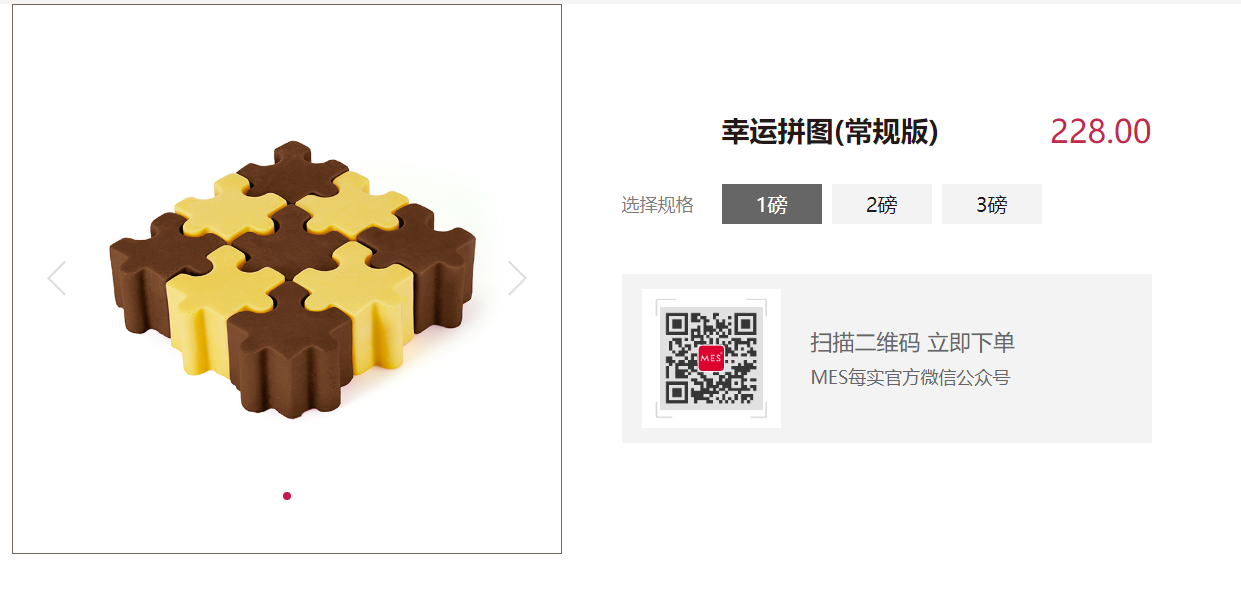 幸运拼图(常规版)
228.00
选择规格 1磅 2磅 3磅
MES
扫描二维码 立即下单
MES每实官方微信公众号